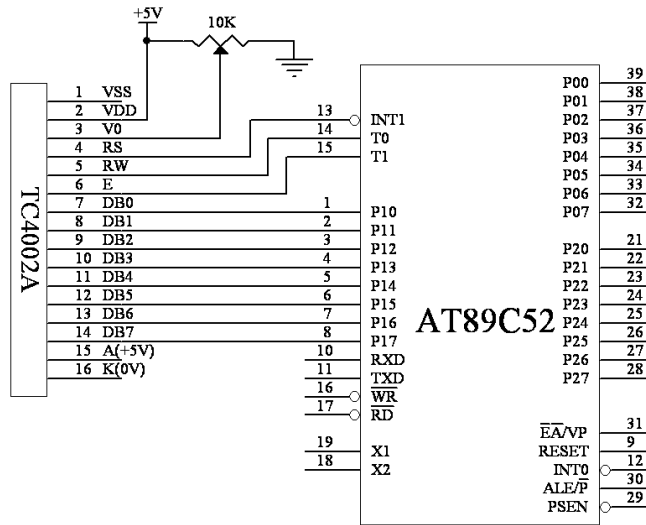 +5V
10K
TC4002A
1 VSS
2 VDD
3 V0
4 RS
5 RW
6 E
7 DB0
8 DB1
9 DB2
10 DB3
11 DB4
12 DB5
13 DB6
14 DB7
15 A(+5V)
16 K(0V)
AT89C52
13 INT1
14 T0
15 T1
1 P10
2 P11
3 P12
4 P13
5 P14
6 P15
7 P16
8 P17
10 RXD
11 TXD
16 WR
17 RD
19 X1
18 X2
P00 39
P01 38
P02 37
P03 36
P04 35
P05 34
P06 33
P07 32
P20 21
P21 22
P22 23
P23 24
P24 25
P25 26
P26 27
P27 28
EA/VP 31
RESET 9
INT0 12
ALE/P 30
PSEN 29